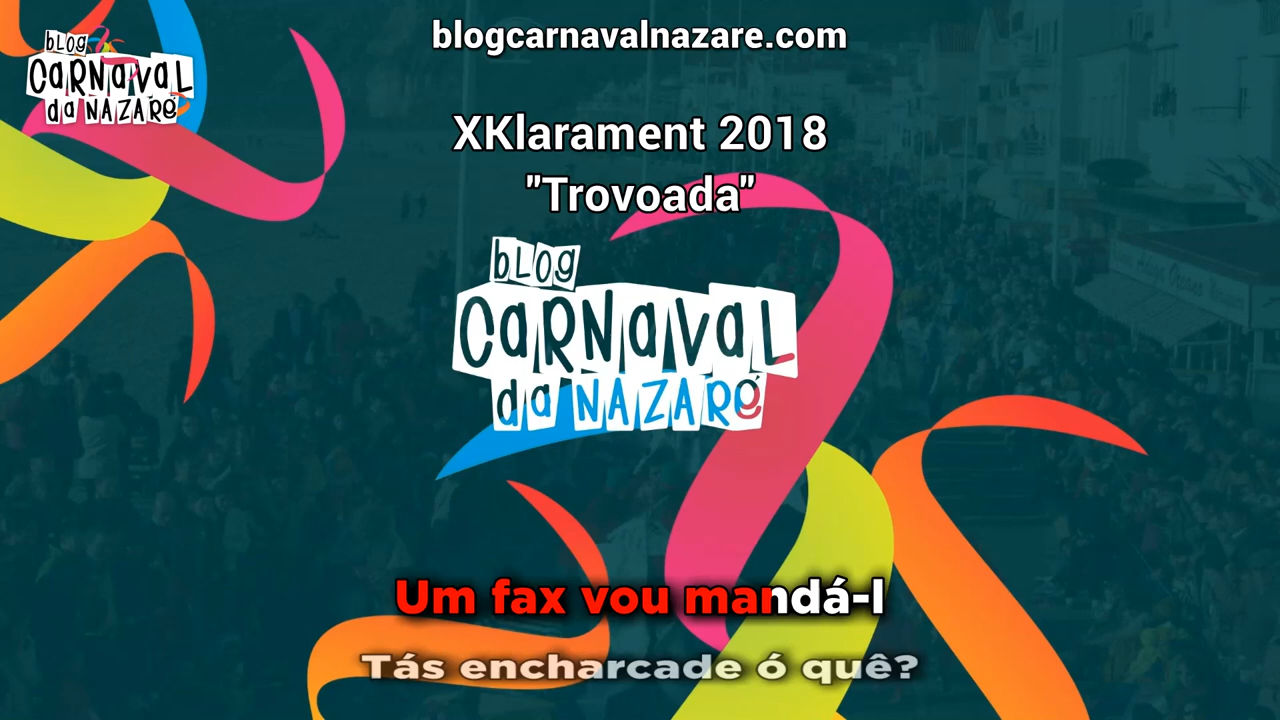 blogcarnavalnazare.com
BLOG
CARNAVAL
da NAZARé
XKlarament 2018
"Trovoada"
BLOG
CARNAVAL
da NAZARé
Um fax vou mandá-l
Tás encharcade ó quê?